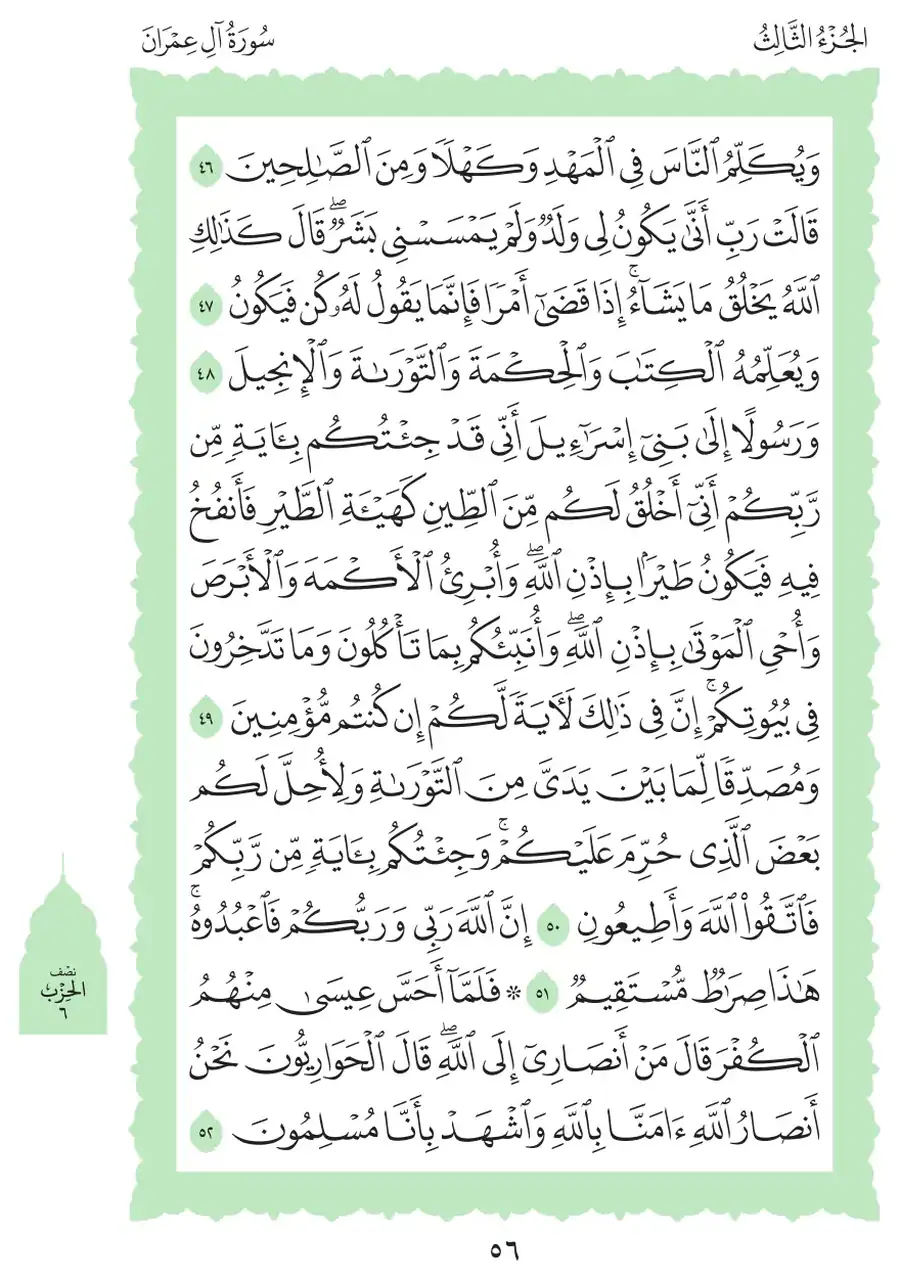 الجُزْءُ الثَّالِثُ
سُورَةُ آلِ عِمْرَانَ
وَيُكَلِّمُ ٱلنَّاسَ فِي ٱلْمَهْدِ وَكَهْلًا وَمِنَ ٱلصَّٰلِحِينَ ٤٦
قَالَتْ رَبِّ أَنَّىٰ يَكُونُ لِي وَلَدٌ وَلَمْ يَمْسَسْنِي بَشَرٌۖ قَالَ كَذَٰلِكِ
ٱللَّهُ يَخْلُقُ مَا يَشَآءُۚ إِذَا قَضَىٰٓ أَمْرًا فَإِنَّمَا يَقُولُ لَهُۥ كُن فَيَكُونُ ٤٧
وَيُعَلِّمُهُ ٱلْكِتَٰبَ وَٱلْحِكْمَةَ وَٱلتَّوْرَىٰةَ وَٱلْإِنجِيلَ ٤٨
وَرَسُولًا إِلَىٰ بَنِيٓ إِسْرَٰٓءِيلَ أَنِّي قَدْ جِئْتُكُم بِـَٔايَةٖ مِّن
رَّبِّكُمْ أَنِّيٓ أَخْلُقُ لَكُم مِّنَ ٱلطِّينِ كَهَيْـَٔةِ ٱلطَّيْرِ فَأَنفُخُ
فِيهِ فَيَكُونُ طَيْرًۢا بِإِذْنِ ٱللَّهِۖ وَأُبْرِئُ ٱلْأَكْمَهَ وَٱلْأَبْرَصَ
وَأُحْيِ ٱلْمَوْتَىٰ بِإِذْنِ ٱللَّهِۖ وَأُنَبِّئُكُم بِمَا تَأْكُلُونَ وَمَا تَدَّخِرُونَ
فِي بُيُوتِكُمْۚ إِنَّ فِي ذَٰلِكَ لَأٓيَةً لَّكُمْ إِن كُنتُم مُّؤْمِنِينَ ٤٩
وَمُصَدِّقًا لِّمَا بَيْنَ يَدَيَّ مِنَ ٱلتَّوْرَىٰةِ وَلِأُحِلَّ لَكُم
بَعْضَ ٱلَّذِي حُرِّمَ عَلَيْكُمْۚ وَجِئْتُكُم بِـَٔايَةٖ مِّن رَّبِّكُمْ
فَٱتَّقُوا۟ ٱللَّهَ وَأَطِيعُونِ ٥٠ إِنَّ ٱللَّهَ رَبِّي وَرَبُّكُمْ فَٱعْبُدُوهُۚ
هَٰذَا صِرَٰطٌ مُّسْتَقِيمٌ ٥١ * فَلَمَّآ أَحَسَّ عِيسَىٰ مِنْهُمُ
ٱلْكُفْرَ قَالَ مَنْ أَنصَارِيٓ إِلَى ٱللَّهِۖ قَالَ ٱلْحَوَارِيُّونَ نَحْنُ
أَنصَارُ ٱللَّهِ ءَامَنَّا بِٱللَّهِ وَٱشْهَدْ بِأَنَّا مُسْلِمُونَ ٥٢
نصْف
الحِزْب
٦
٥٦